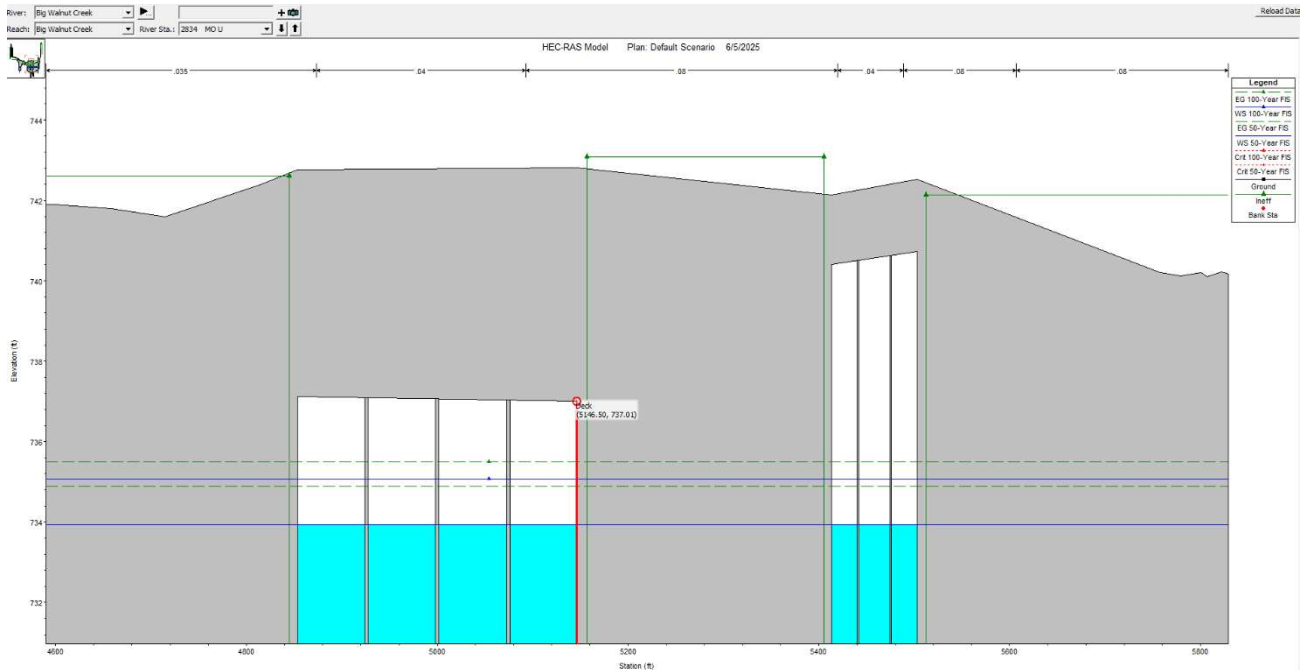 River: Big Walnut Creek
Reload Data
Reach: Big Walnut Creek River Sta.: 2834 MO U
HEC-RAS Model Plan: Default Scenario 6/5/2025
.035 .04 .08 .04 .08 .08
Legend
EG 100-Year FIS
WS 100-Year FIS
EG 50-Year FIS
WS 50-Year FIS
Crit 100-Year FIS
Crit 50-Year FIS
Ground
Ineff
Bank Sta
744
742
740
738
736
734
732
Elevation (ft)
Deck
(5146.50, 737.01)
4600 4800 5000 5200 5400 5600 5800
Station (ft)